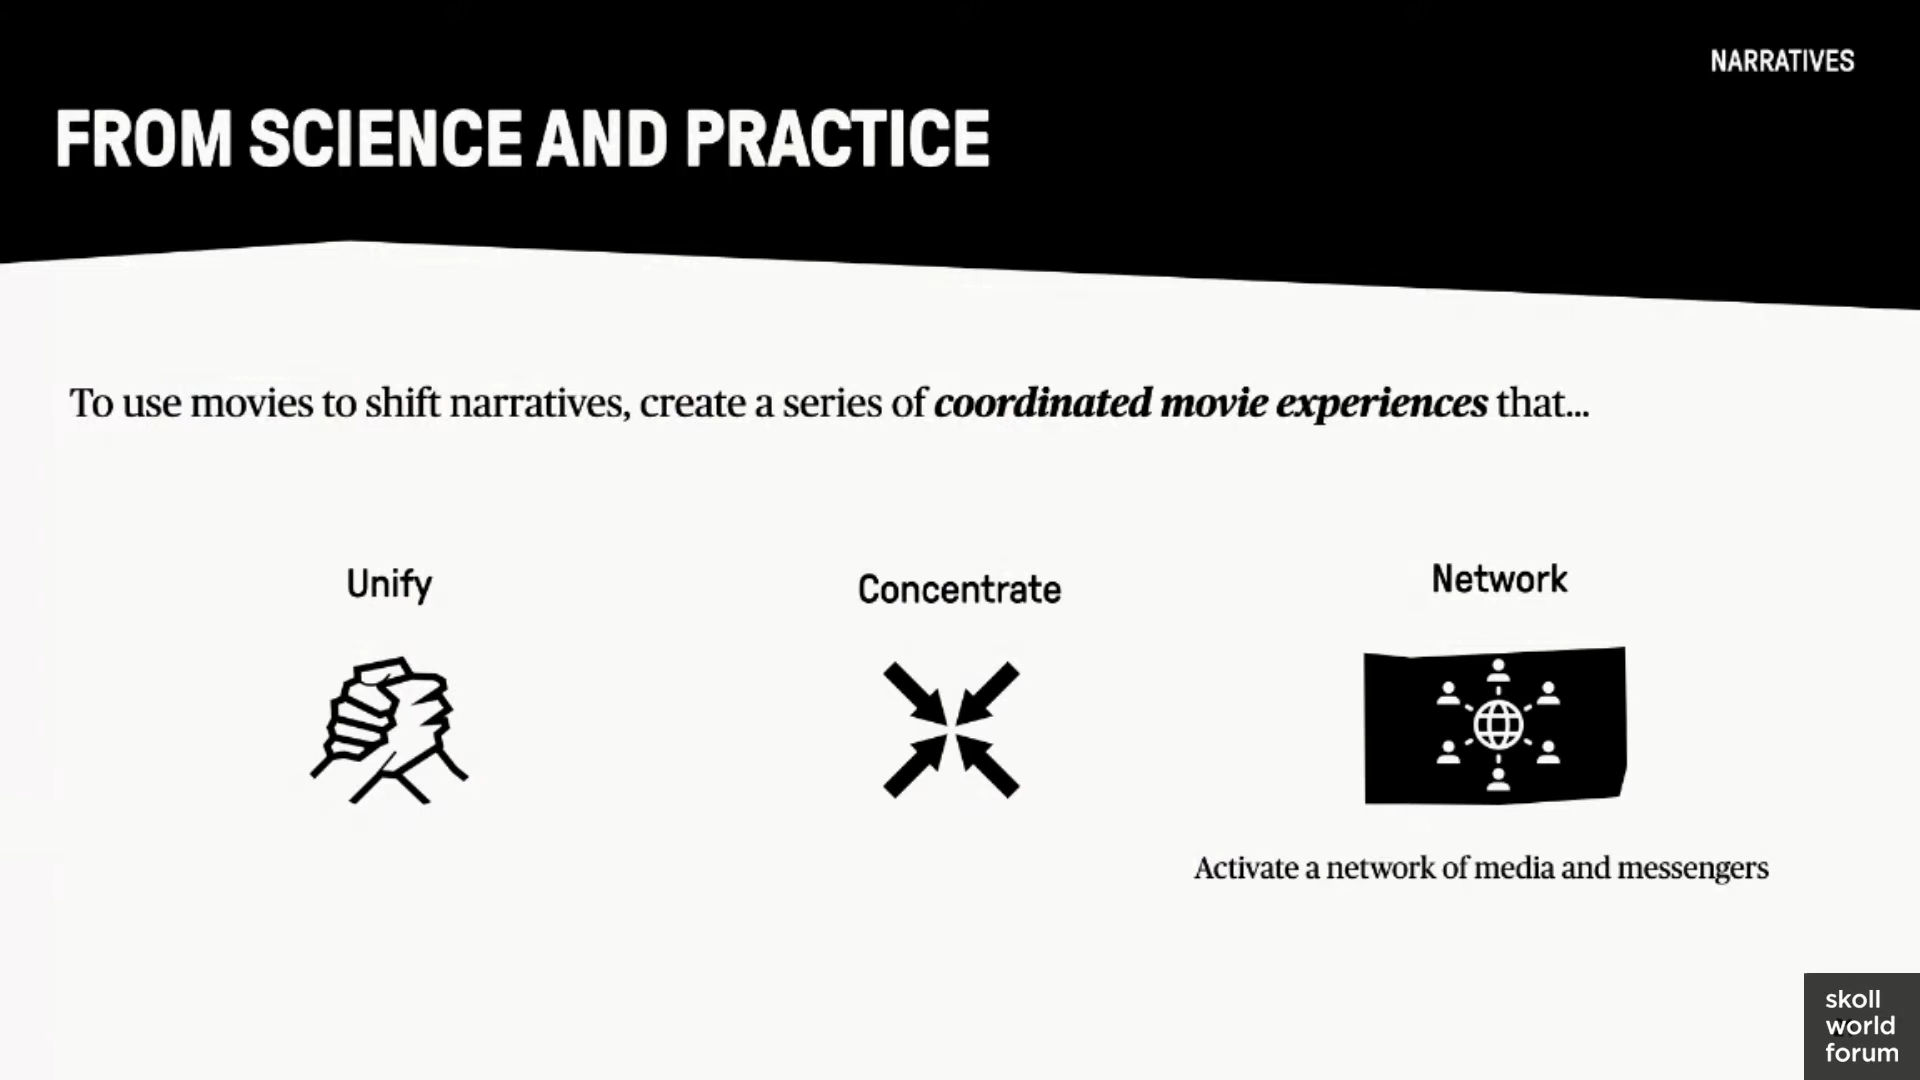 NARRATIVES
FROM SCIENCE AND PRACTICE
To use movies to shift narratives, create a series of coordinated movie experiences that...
Unify
Concentrate
Network
Activate a network of media and messengers
skoll
world
forum